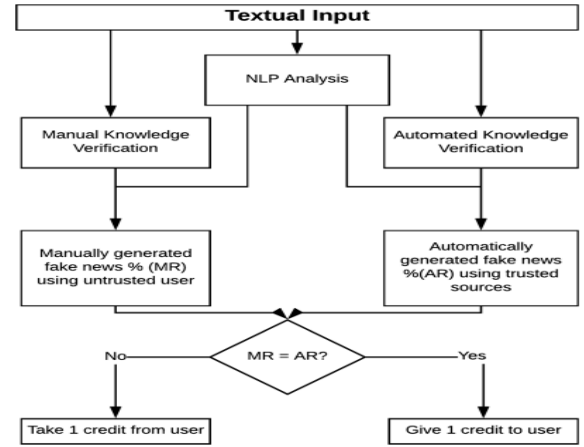 Textual Input
NLP Analysis
Manual Knowledge
Verification
Automated Knowledge
Verification
Manually generated
fake news % (MR)
using untrusted user
Automatically
generated fake news
%(AR) using trusted
sources
MR = AR?
No
Yes
Take 1 credit from user
Give 1 credit to user